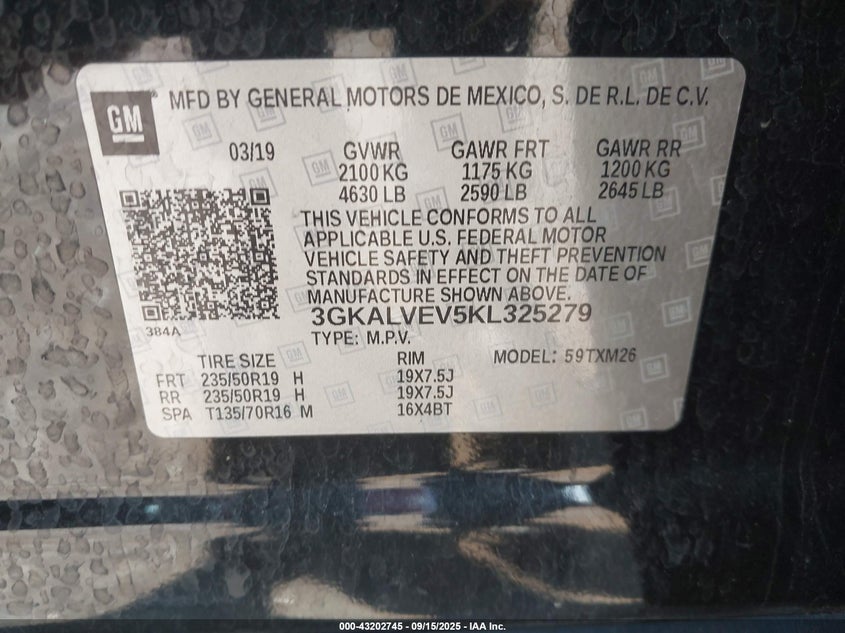 GM MFD BY GENERAL MOTORS DE MEXICO, S. DE R.L. DE C.V.
03/19 GVWR GAWR FRT GAWR RR
2100 KG 1175 KG 1200 KG
4630 LB 2590 LB 2645 LB
THIS VEHICLE CONFORMS TO ALL
APPLICABLE U.S. FEDERAL MOTOR
VEHICLE SAFETY AND THEFT PREVENTION
STANDARDS IN EFFECT ON THE DATE OF
MANUFACTURE SHOWN ABOVE.
384A
3GKALVEV5KL325279
TYPE: M.P.V.
TIRE SIZE RIM MODEL: 59TXM26
FRT 235/50R19 H 19X7.5J
RR 235/50R19 H 19X7.5J
SPA T135/70R16 M 16X4BT
000-43202745 - 09/15/2025 - IAA Inc.